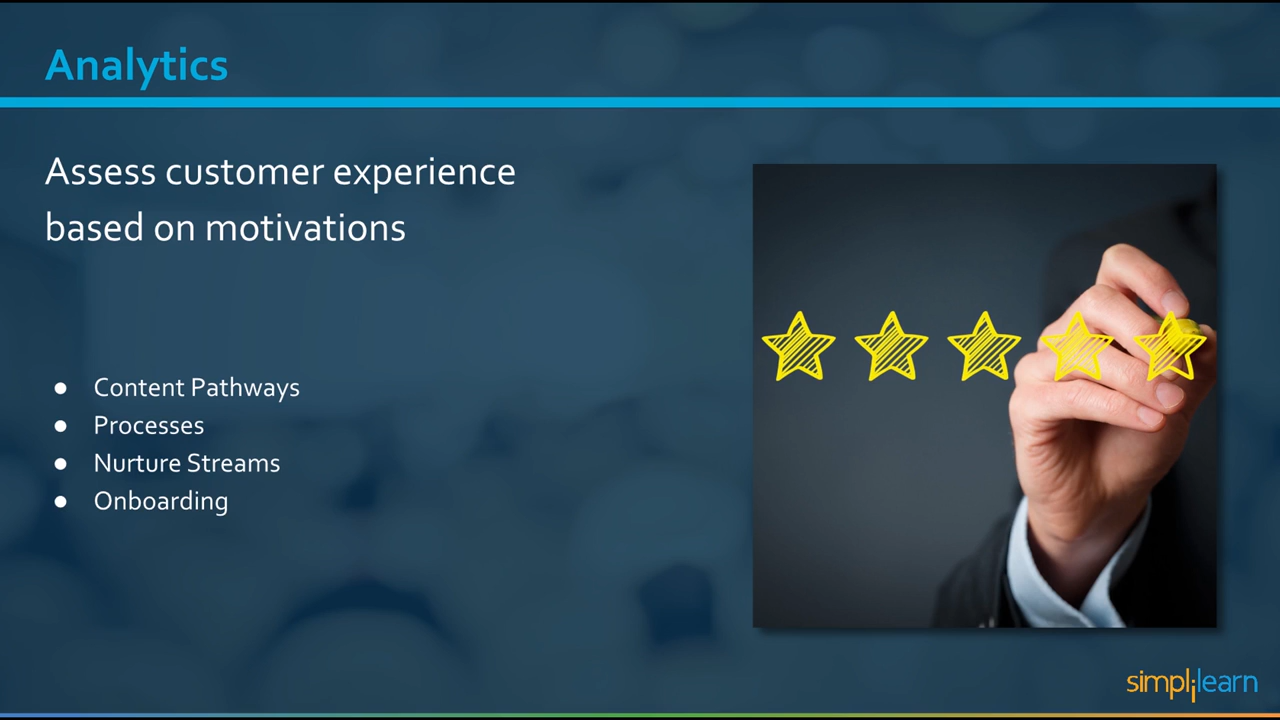 Analytics
Assess customer experience
based on motivations
● Content Pathways
● Processes
● Nurture Streams
● Onboarding
simplilearn